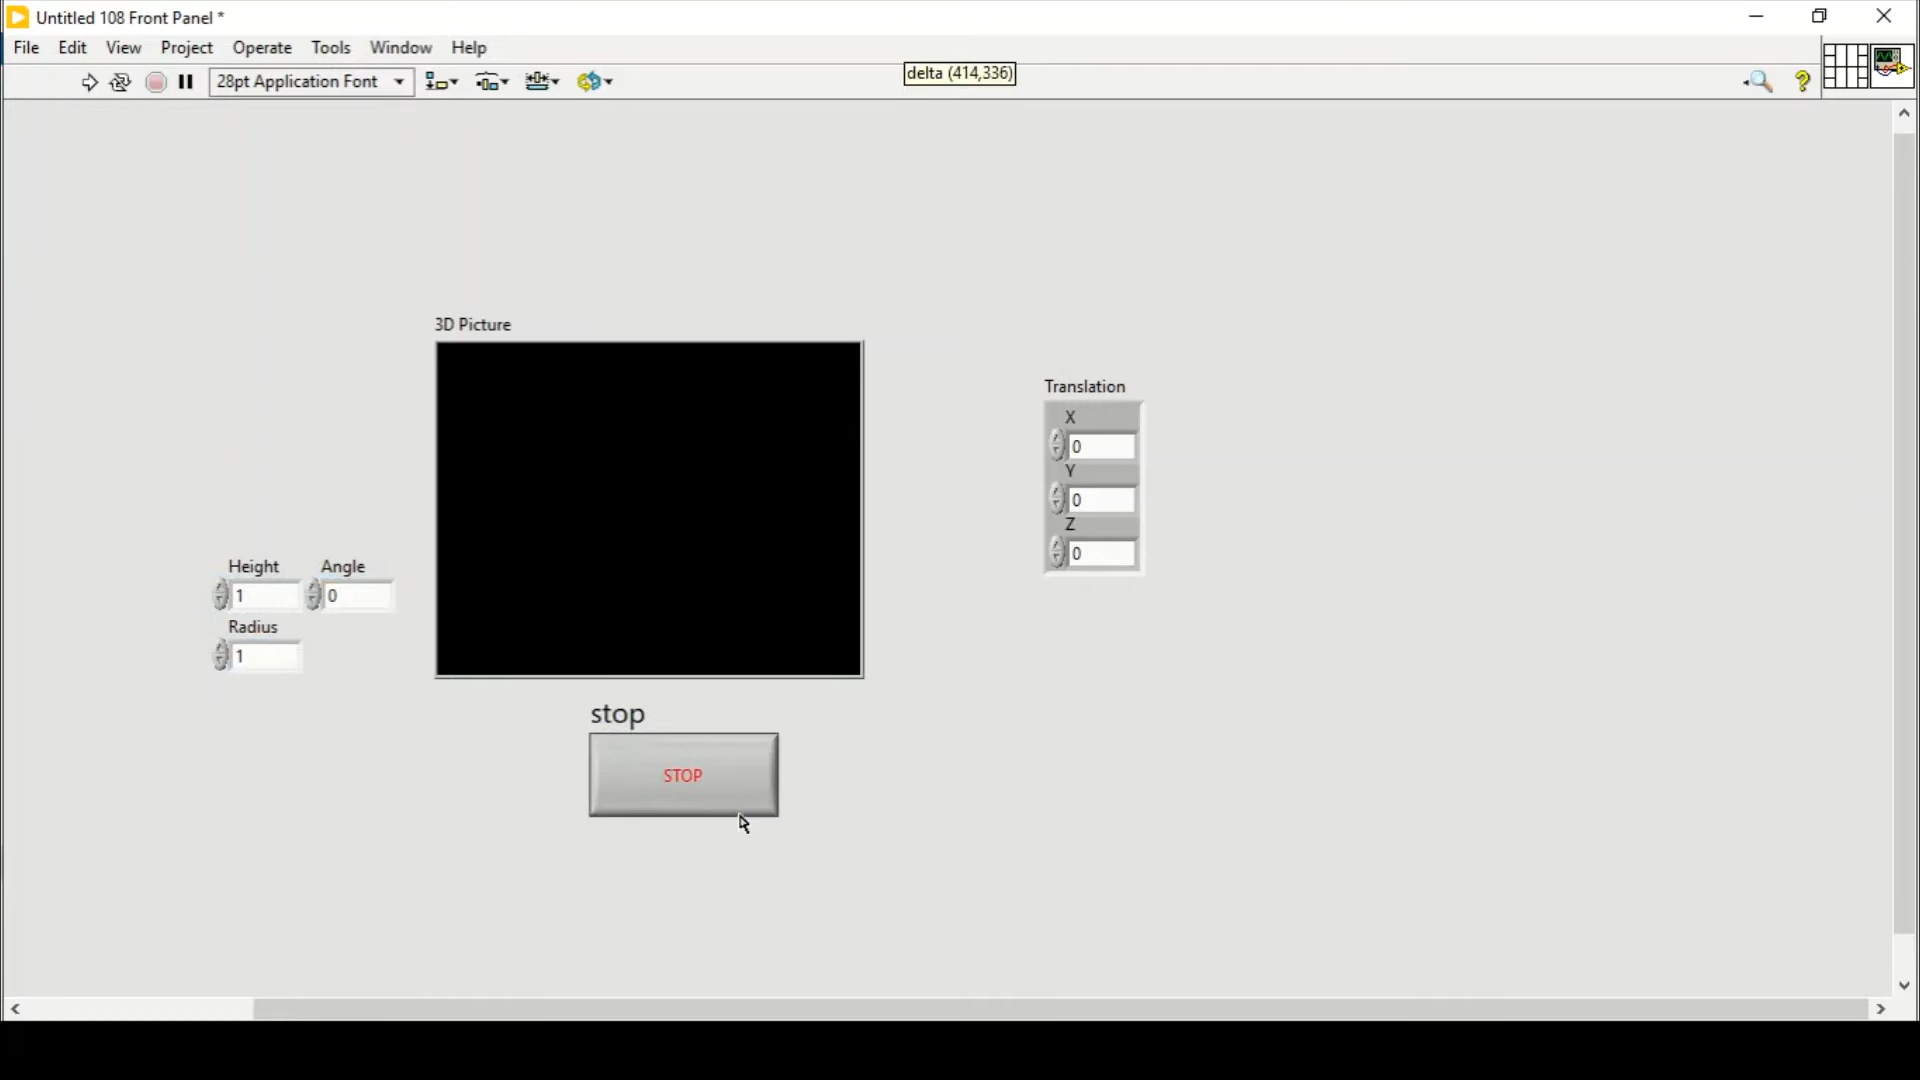 Untitled 108 Front Panel *
File Edit View Project Operate Tools Window Help
28pt Application Font
delta (414,336)
?
3D Picture
Translation
X
0
Y
0
Z
0
Height Angle
1 0
Radius
1
stop
STOP